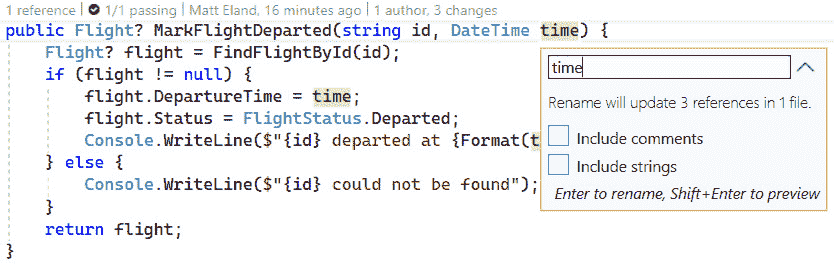 1 reference | 1/1 passing | Matt Eland, 16 minutes ago | 1 author, 3 changes
public Flight? MarkFlightDeparted(string id, DateTime time) {
Flight? flight = FindFlightById(id);
if (flight != null) {
flight.DepartureTime = time;
flight.Status = FlightStatus.Departed;
Console.WriteLine($"{id} departed at {Format(t
} else {
Console.WriteLine($"{id} could not be found");
}
return flight;
}
time
Rename will update 3 references in 1 file.
Include comments
Include strings
Enter to rename, Shift+Enter to preview